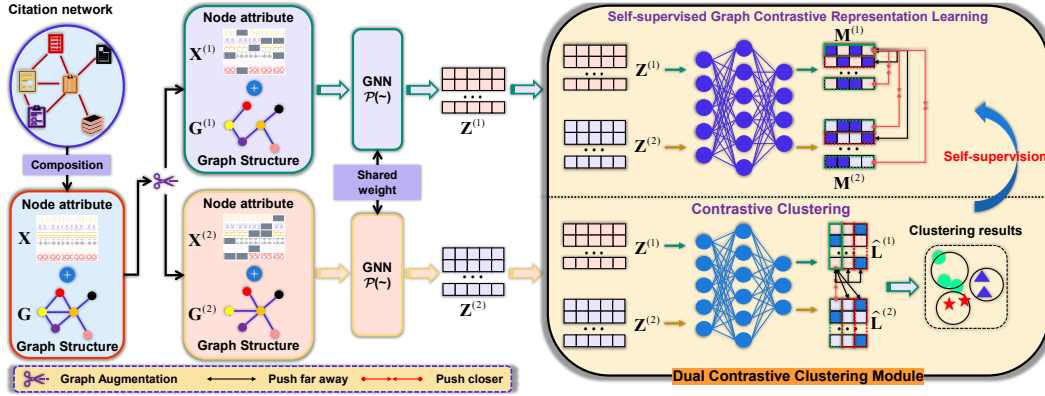 Citation network
Composition
Node attribute
X
G
Graph Structure
Node attribute
X^(1)
G^(1)
Graph Structure
Node attribute
X^(2)
G^(2)
Graph Structure
GNN
𝒫(~)
Shared
weight
GNN
𝒫(~)
...
Z^(1)
...
Z^(2)
Self-supervised Graph Contrastive Representation Learning
...
Z^(1)
...
Z^(2)
M^(1)
...
...
M^(2)
Self-supervision
Contrastive Clustering
...
Z^(1)
...
Z^(2)
...
L̂^(1)
...
L̂^(2)
Clustering results
Dual Contrastive Clustering Module
Graph Augmentation
Push far away
Push closer